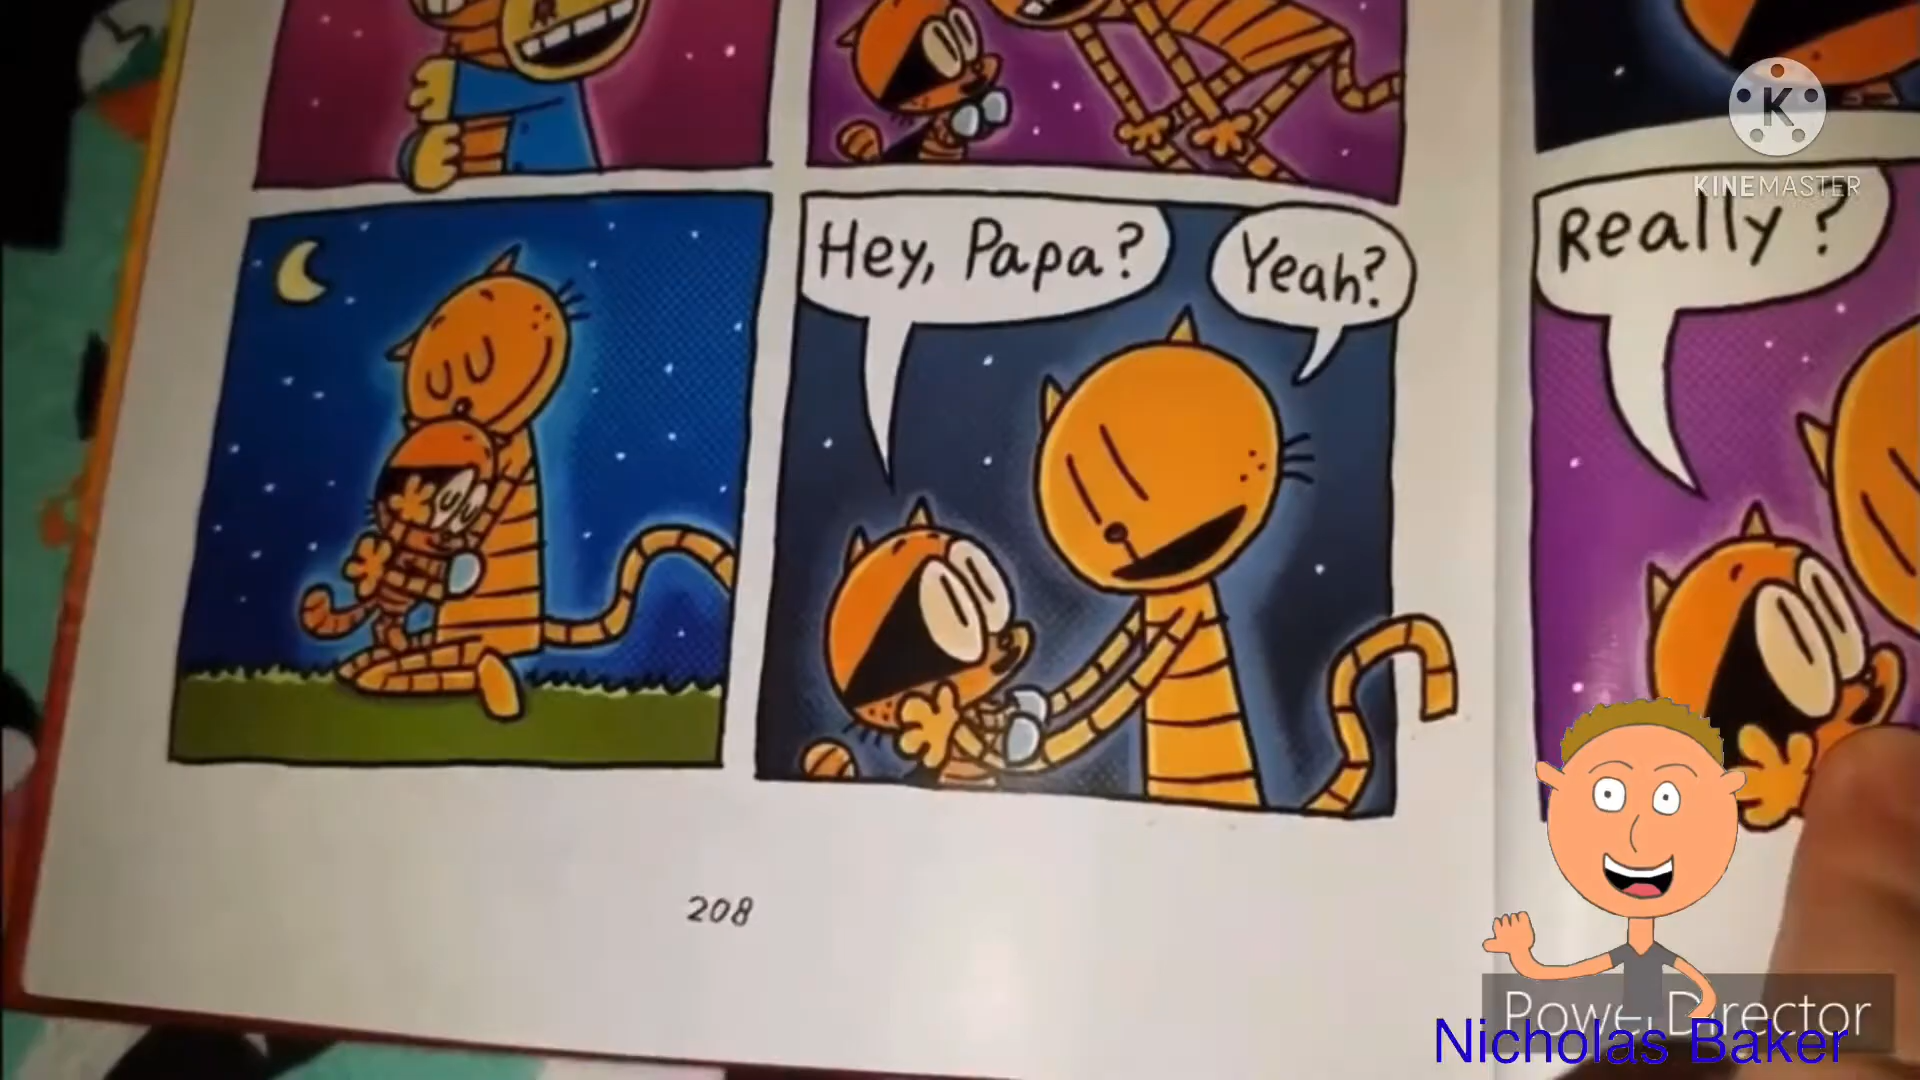 Hey, Papa?
Yeah?
Really?
208
K
KINEMASTER
PowerDirector
Nicholas Baker